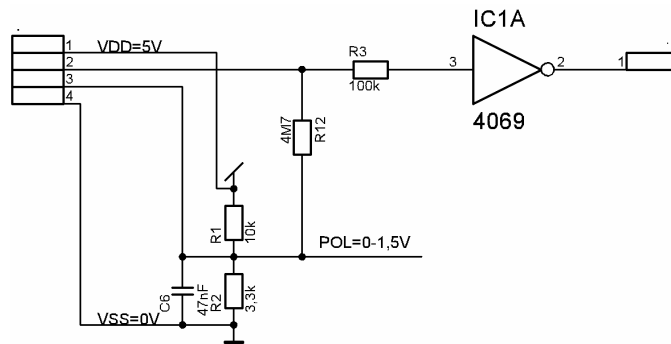 IC1A
1
VDD=5V
2
R3
3
2
1
3
100k
4
4069
4M7
R12
R1
10k
POL=0-1,5V
C6
47nF
R2
3,3k
VSS=0V